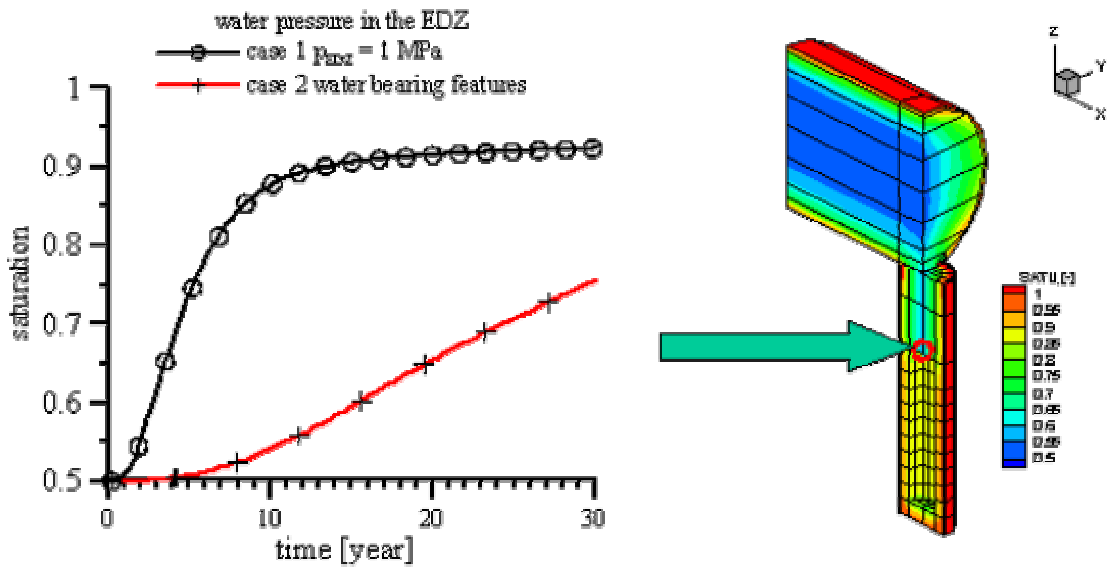 water pressure in the EDZ
case 1 p = 1 MPa
case 2 water bearing features
1
0.9
0.8
0.7
0.6
0.5
saturation
0
10
20
30
time [year]
Z
Y
X
SATU.[-]
1
0.95
0.9
0.85
0.8
0.75
0.7
0.65
0.6
0.55
0.5